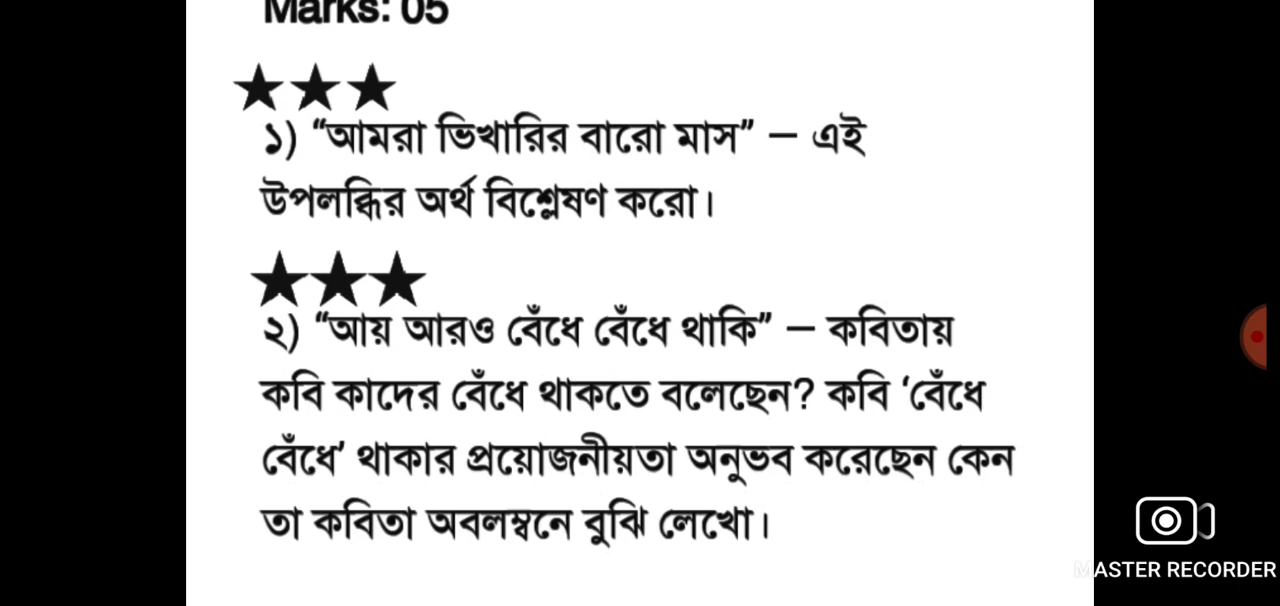 Marks: 05
★★★
১) “আমরা ভিখারির বারো মাস” – এই
উপলব্ধির অর্থ বিশ্লেষণ করো।
★★★
২) “আয় আরও বেঁধে বেঁধে থাকি” – কবিতায়
কবি কাদের বেঁধে থাকতে বলেছেন? কবি ‘বেঁধে
বেঁধে’ থাকার প্রয়োজনীয়তা অনুভব করেছেন কেন
তা কবিতা অবলম্বনে বুঝি লেখো।
MASTER RECORDER